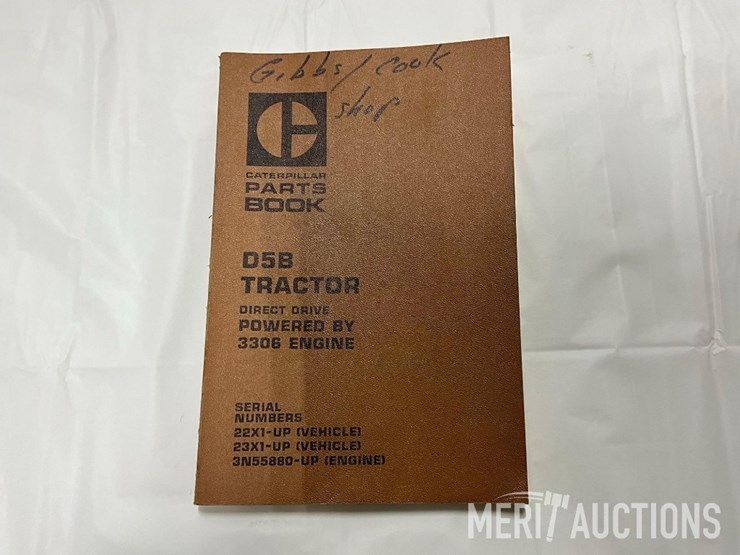 Gibbs/ Cook
shop
CATERPILLAR
PARTS
BOOK
D5B
TRACTOR
DIRECT DRIVE
POWERED BY
3306 ENGINE
SERIAL
NUMBERS
22X1-UP (VEHICLE)
23X1-UP (VEHICLE)
3N55880-UP (ENGINE)
MERIT AUCTIONS